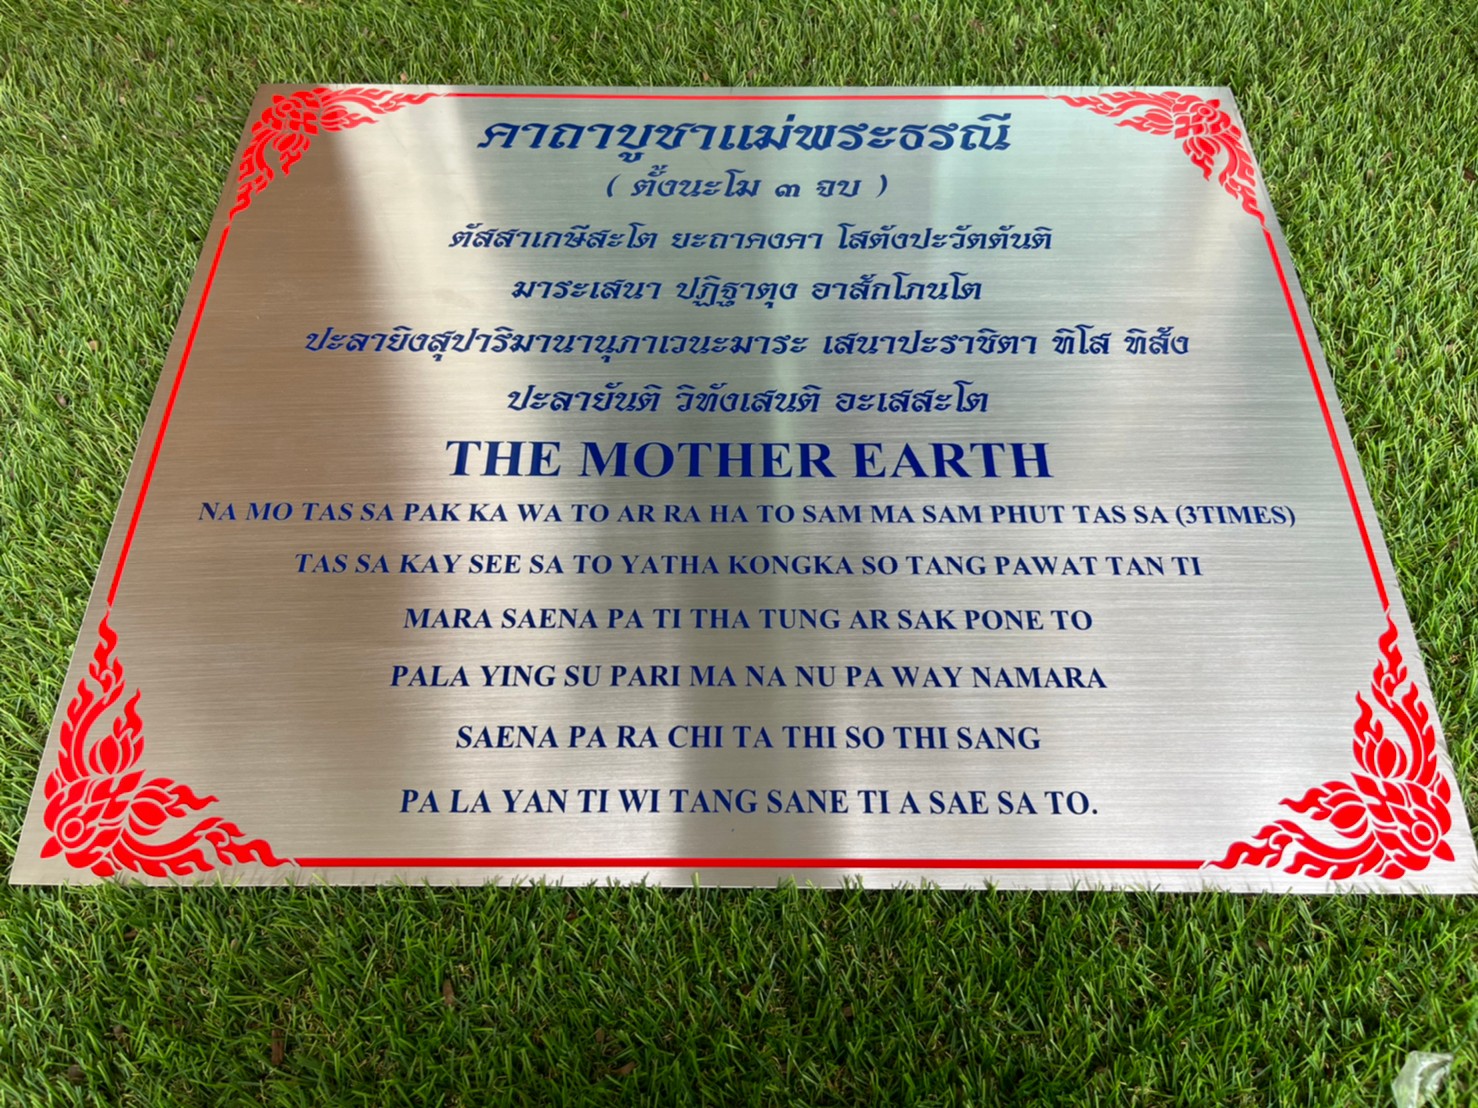 คาถาบูชาแม่พระธรณี
( ตั้งนะโม ๓ จบ )
ตัสสาเกษีสะโต ยะถาคงคา โสตังปะวัตตันติ
มาระเสนา ปฏิฐาตุง อาสักโภนโต
ปะลายิงสุปาริมานานุภาเวนะมาระ เสนาปะราชิตา ทิโส ทิสัง
ปะลายันติ วิทังเสนติ อะเสสะโต
THE MOTHER EARTH
NA MO TAS SA PAK KA WA TO AR RA HA TO SAM MA SAM PHUT TAS SA (3TIMES)
TAS SA KAY SEE SA TO YATHA KONGKA SO TANG PAWAT TAN TI
MARA SAENA PA TI THA TUNG AR SAK PONE TO
PALA YING SU PARI MA NA NU PA WAY NAMARA
SAENA PA RA CHI TA THI SO THI SANG
PA LA YAN TI WI TANG SANE TI A SAE SA TO.